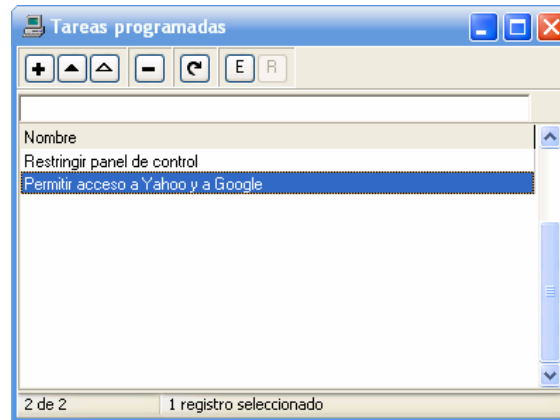 Tareas programadas
E R
Nombre
Restringir panel de control
Permitir acceso a Yahoo y a Google
2 de 2 1 registro seleccionado